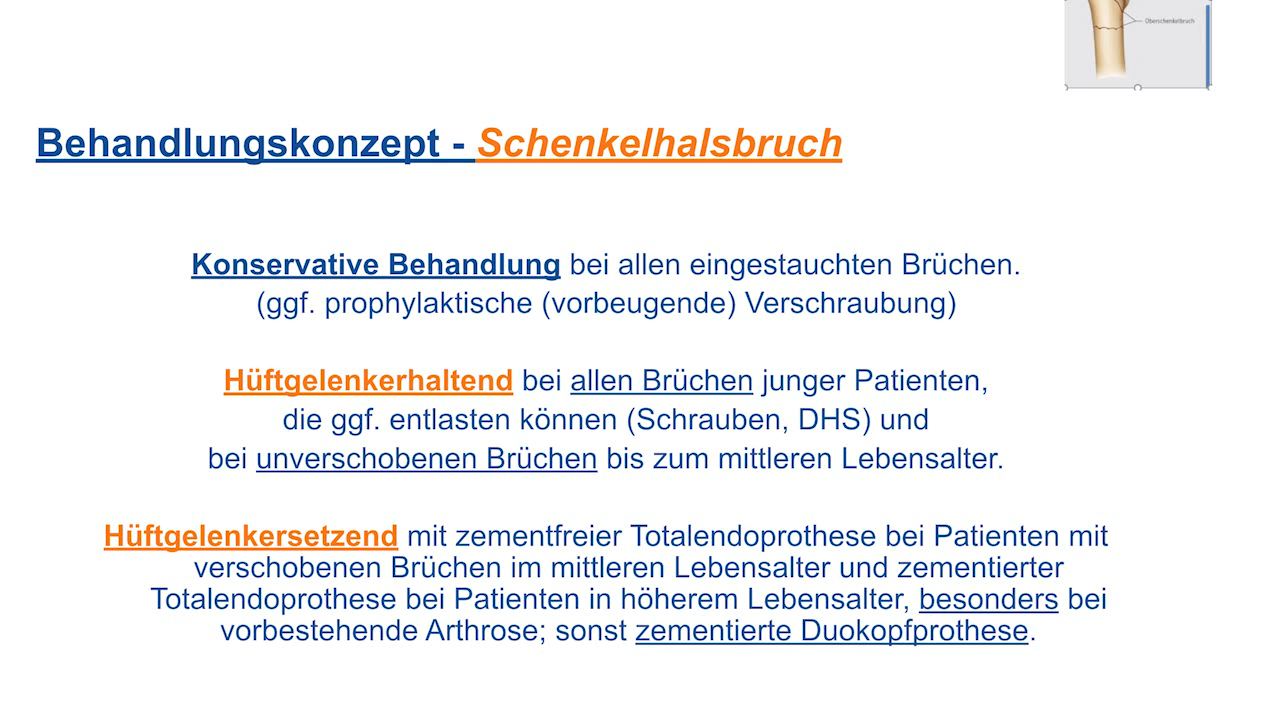 Oberschenkelbruch
Behandlungskonzept - Schenkelhalsbruch
Konservative Behandlung bei allen eingestauchten Brüchen.
(ggf. prophylaktische (vorbeugende) Verschraubung)
Hüftgelenkerhaltend bei allen Brüchen junger Patienten,
die ggf. entlasten können (Schrauben, DHS) und
bei unverschobenen Brüchen bis zum mittleren Lebensalter.
Hüftgelenkersetzend mit zementfreier Totalendoprothese bei Patienten mit
verschobenen Brüchen im mittleren Lebensalter und zementierter
Totalendoprothese bei Patienten in höherem Lebensalter, besonders bei
vorbestehende Arthrose; sonst zementierte Duokopfprothese.